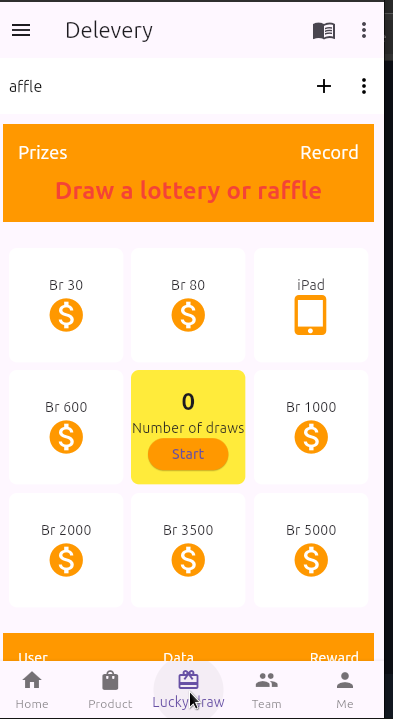 Delevery
affle
Prizes Record
Draw a lottery or raffle
Br 30 Br 80 iPad
Br 600 0 Br 1000
Number of draws
Start
Br 2000 Br 3500 Br 5000
User Data Reward
Home Product Lucky draw Team Me